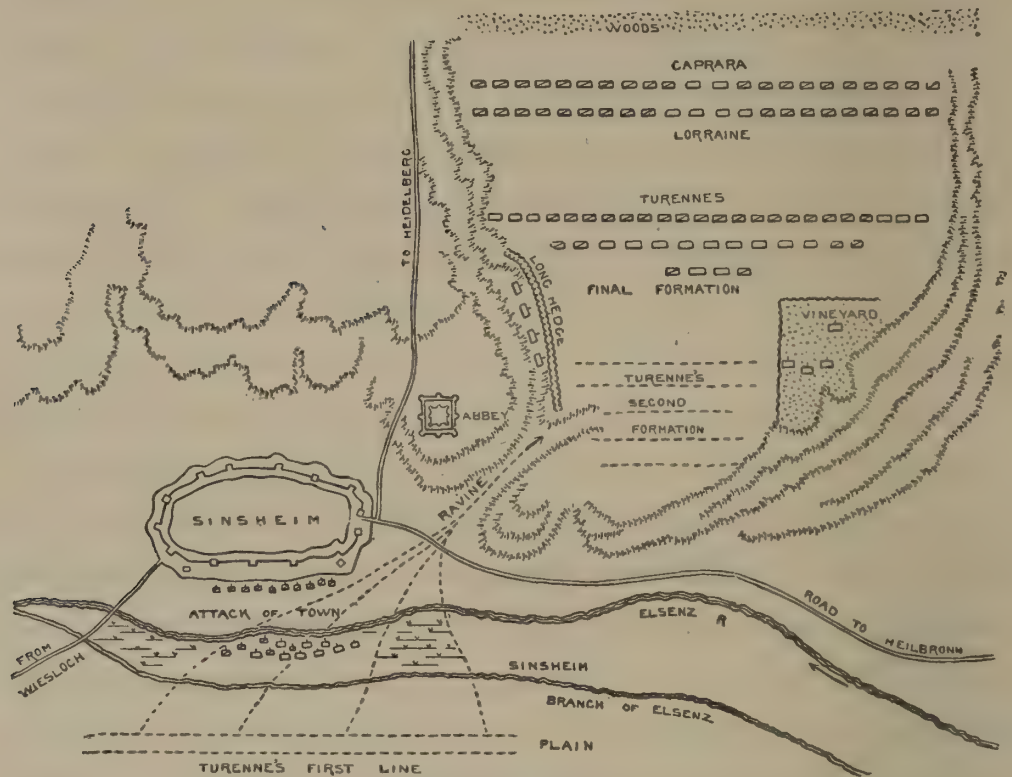 WOODS
CAPRARA
LORRAINE
TO HEIDELBERG
TURENNES
LONG HEDGE
FINAL FORMATION
VINEYARD
TURENNE'S
SECOND
FORMATION
ABBEY
RAVINE
SINSHEIM
ATTACK OF TOWN
ELSENZ R
ROAD TO
HEILBRONN
FROM
WIESLOCH
SINSHEIM
BRANCH OF ELSENZ
PLAIN
TURENNE'S FIRST LINE